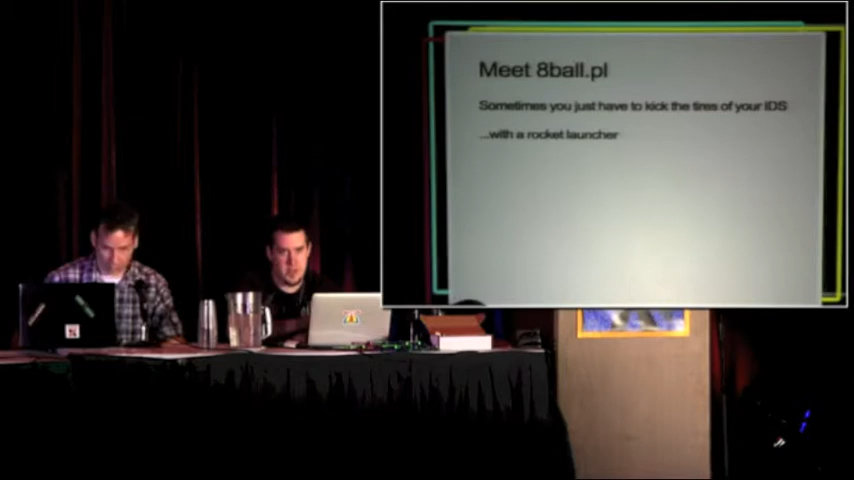 Meet 8ball.pl
Sometimes you just have to kick the tires of your IDS
...with a rocket launcher